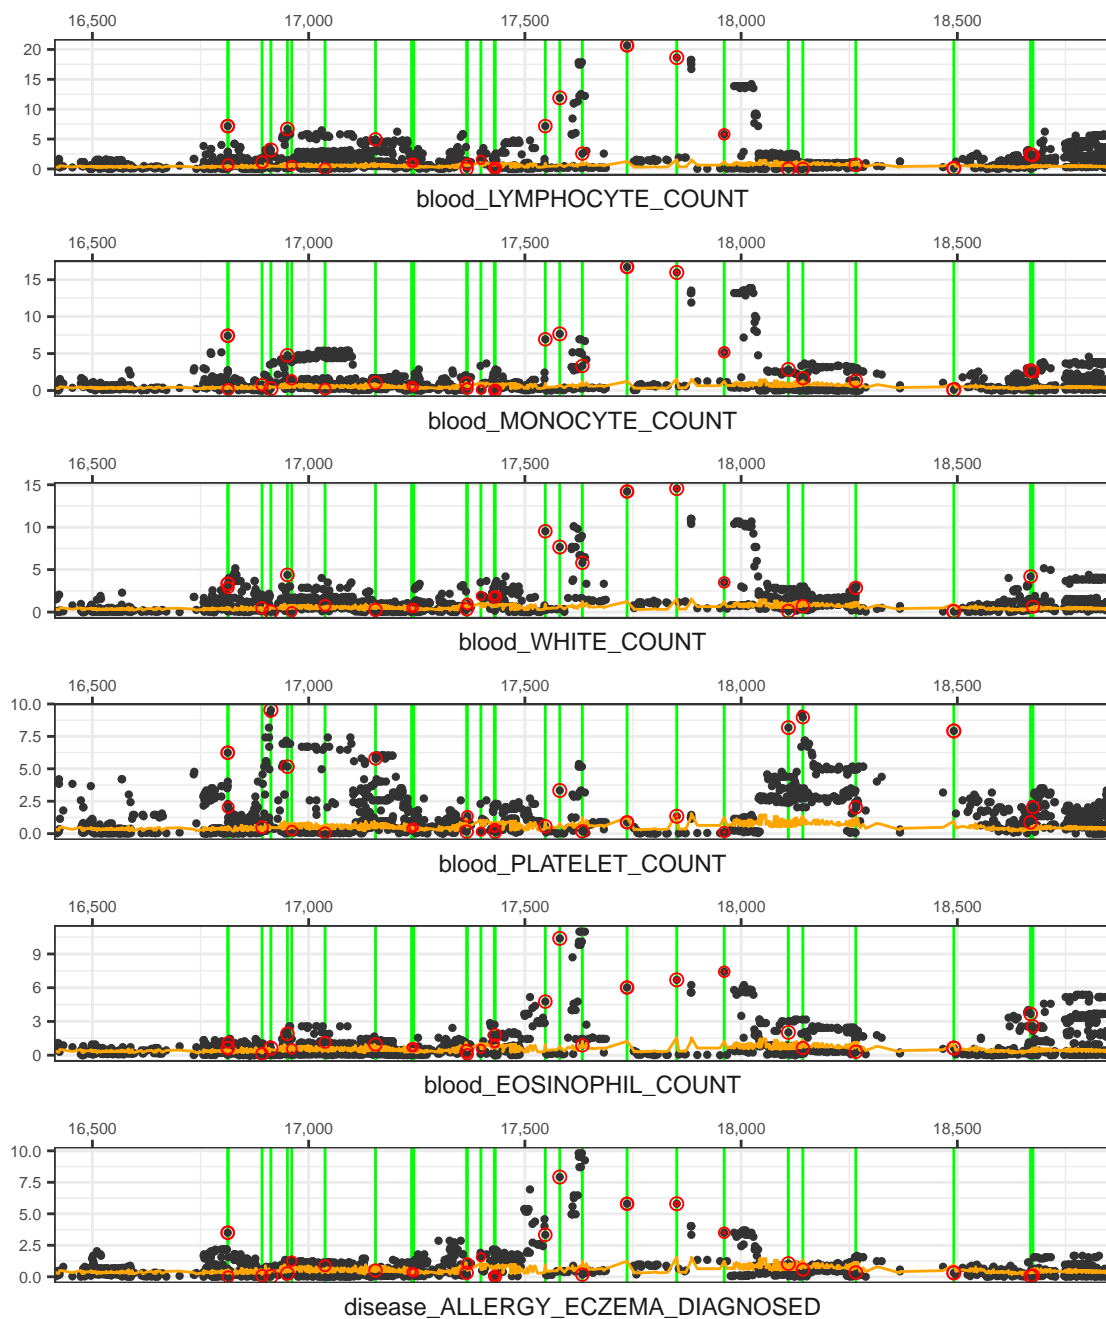 16,500 17,000 17,500 18,000 18,500
20
15
10
5
0
blood_LYMPHOCYTE_COUNT
16,500 17,000 17,500 18,000 18,500
15
10
5
0
blood_MONOCYTE_COUNT
16,500 17,000 17,500 18,000 18,500
15
10
5
0
blood_WHITE_COUNT
16,500 17,000 17,500 18,000 18,500
10.0
7.5
5.0
2.5
0.0
blood_PLATELET_COUNT
16,500 17,000 17,500 18,000 18,500
9
6
3
0
blood_EOSINOPHIL_COUNT
16,500 17,000 17,500 18,000 18,500
10.0
7.5
5.0
2.5
0.0
disease_ALLERGY_ECZEMA_DIAGNOSED